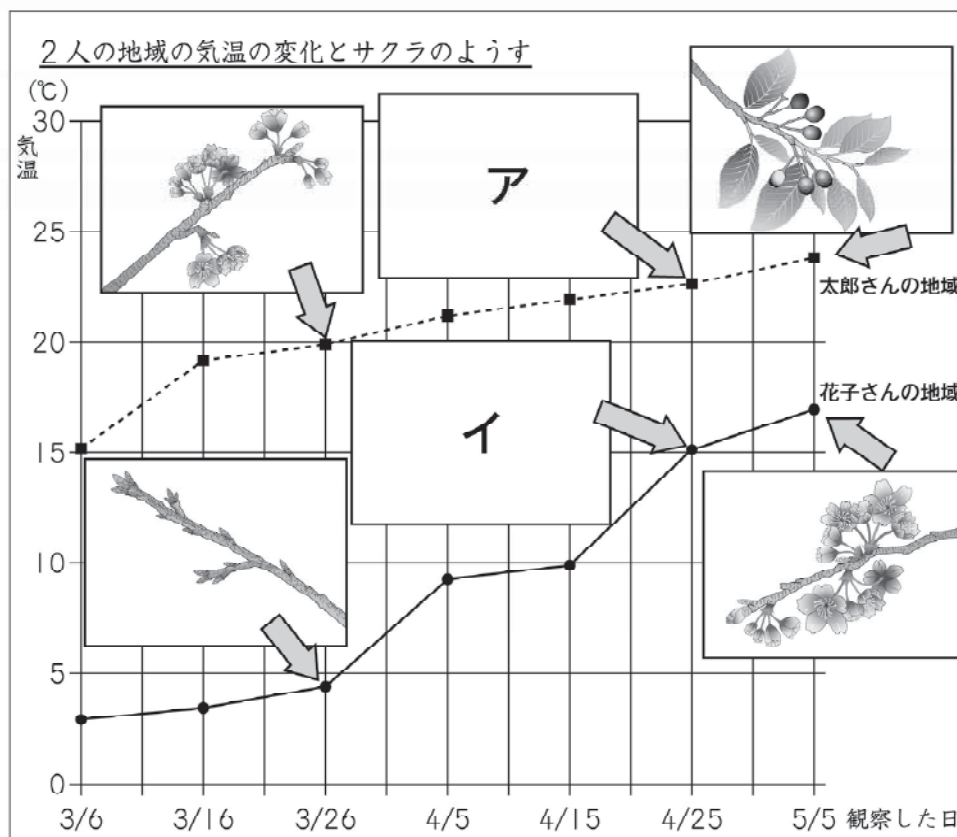 2人の地域の気温の変化とサクラのようす
(℃)
30
気温
ア
25
太郎さんの地域
20
花子さんの地域
イ
15
10
5
0
3/6 3/16 3/26 4/5 4/15 4/25 5/5 観察した日